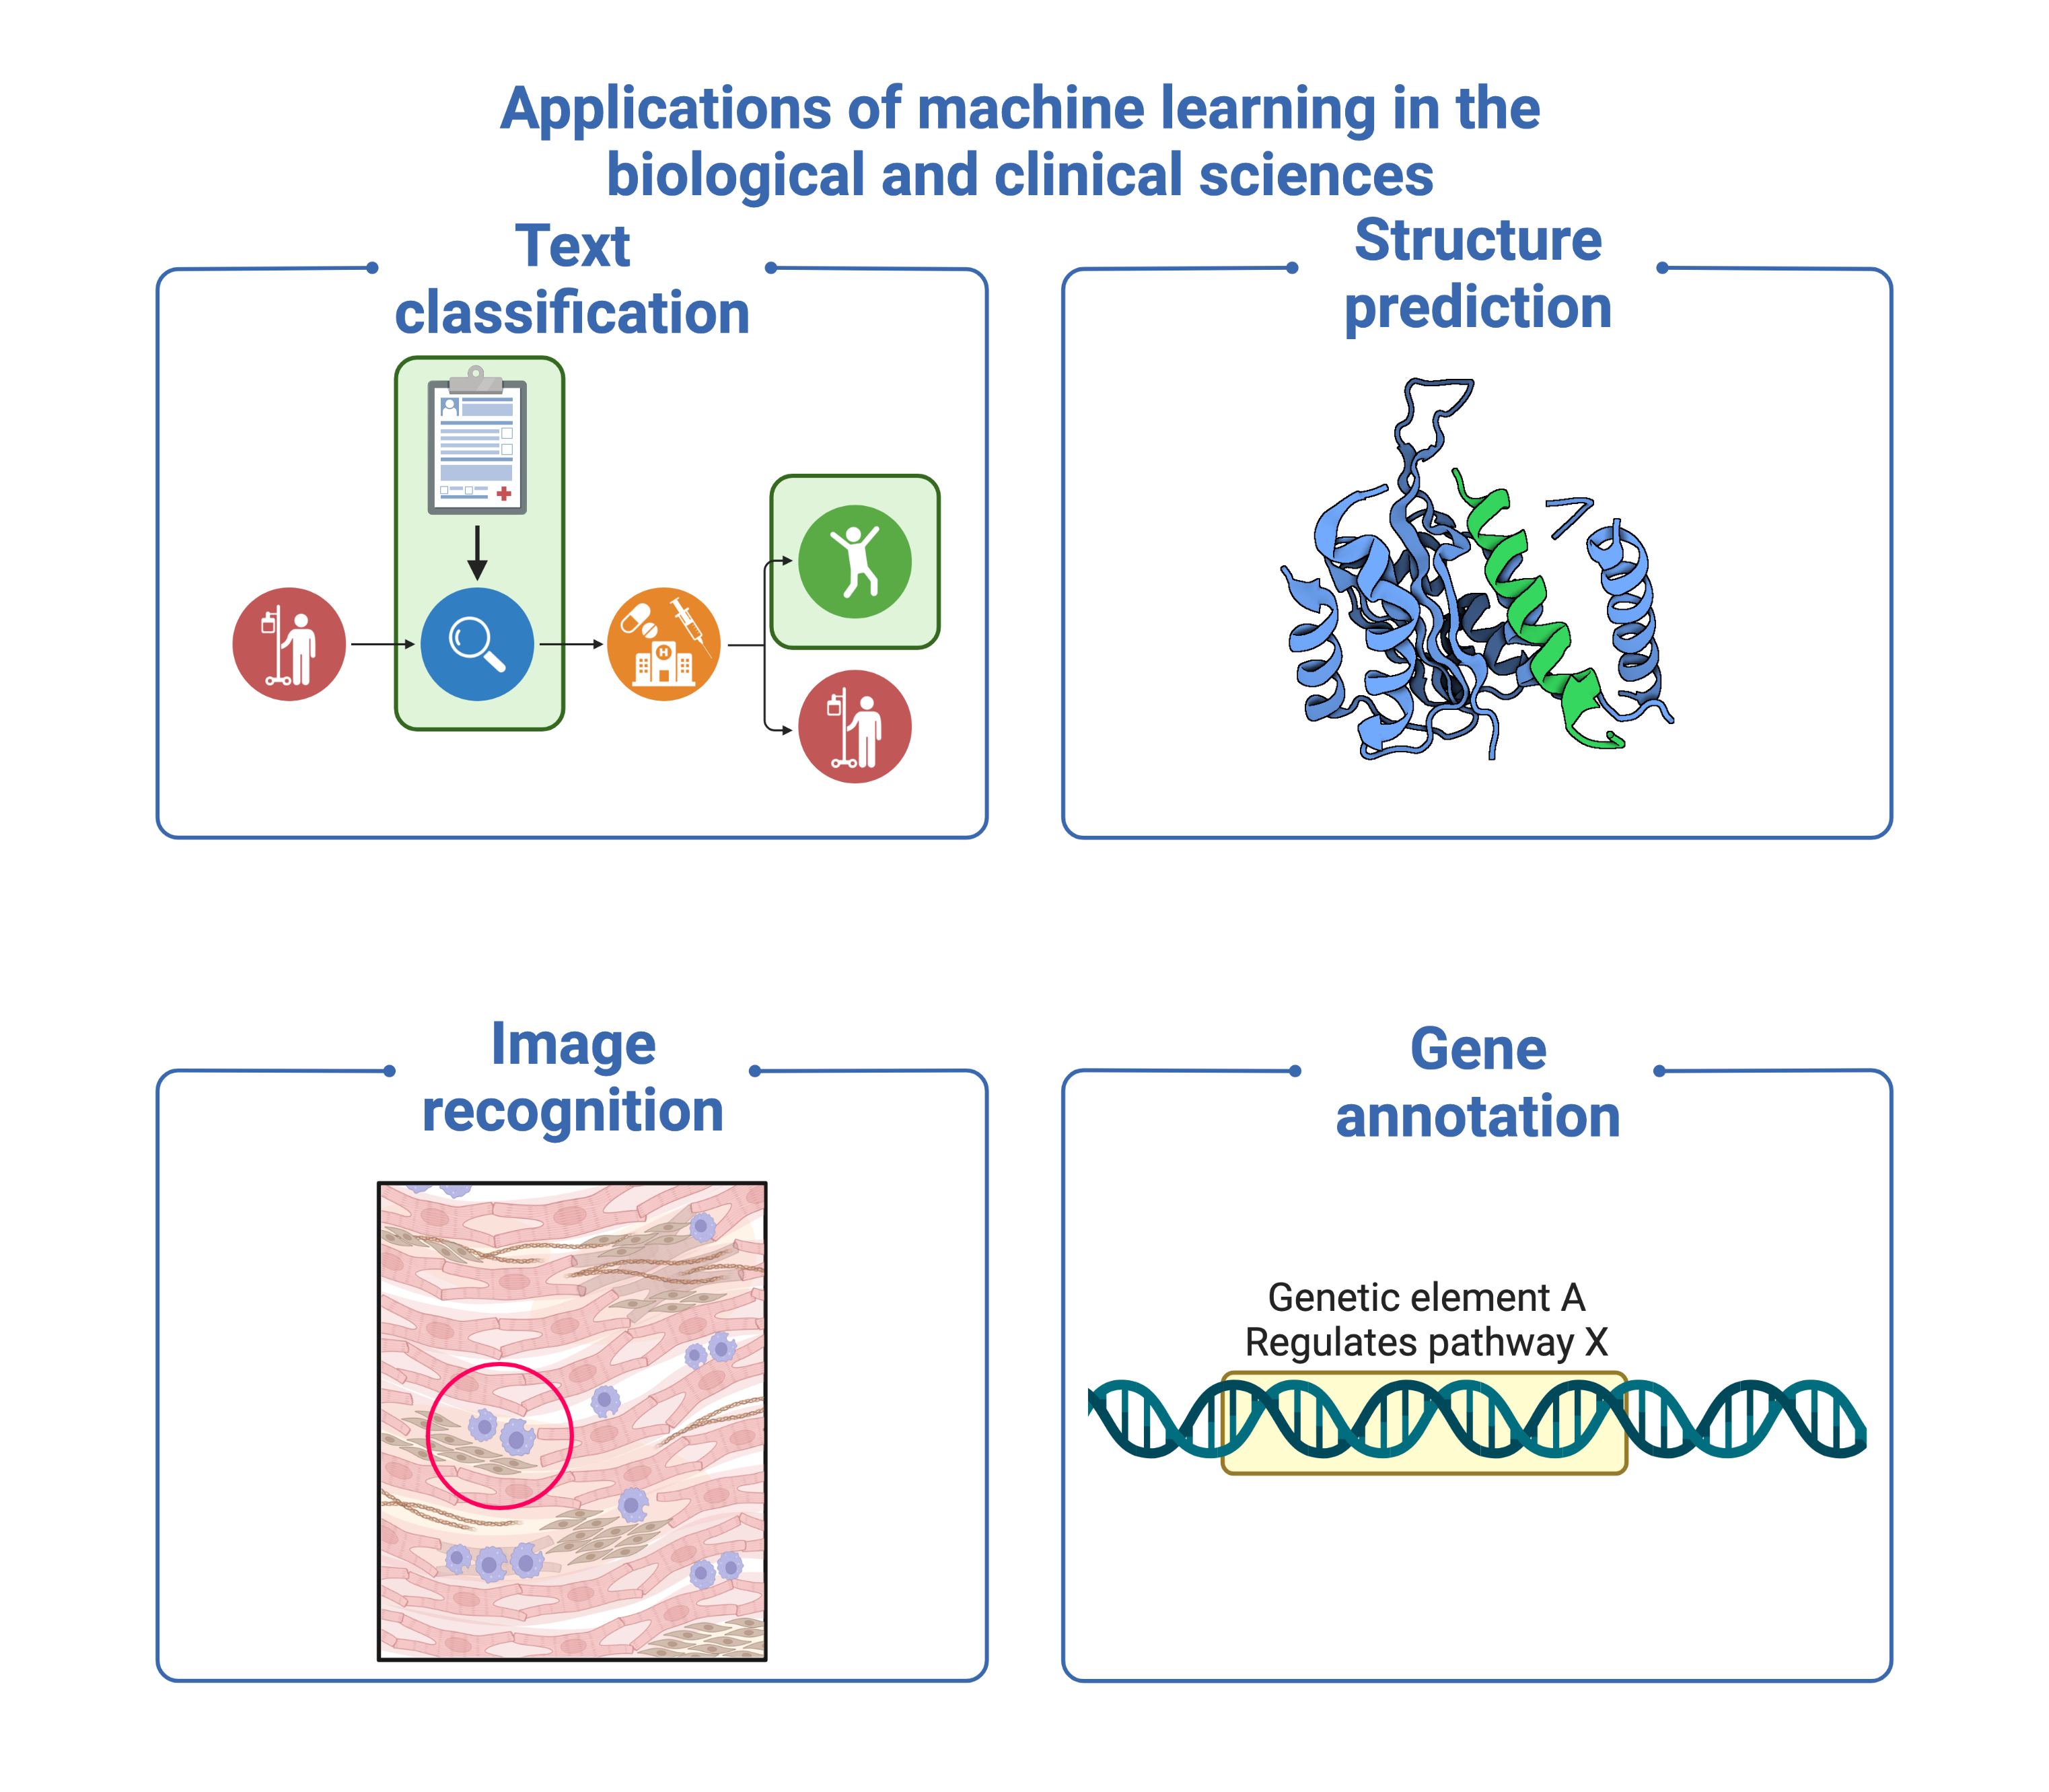 Applications of machine learning in the
biological and clinical sciences
Text
classification
Structure
prediction
H
Image
recognition
Gene
annotation
Genetic element A
Regulates pathway X